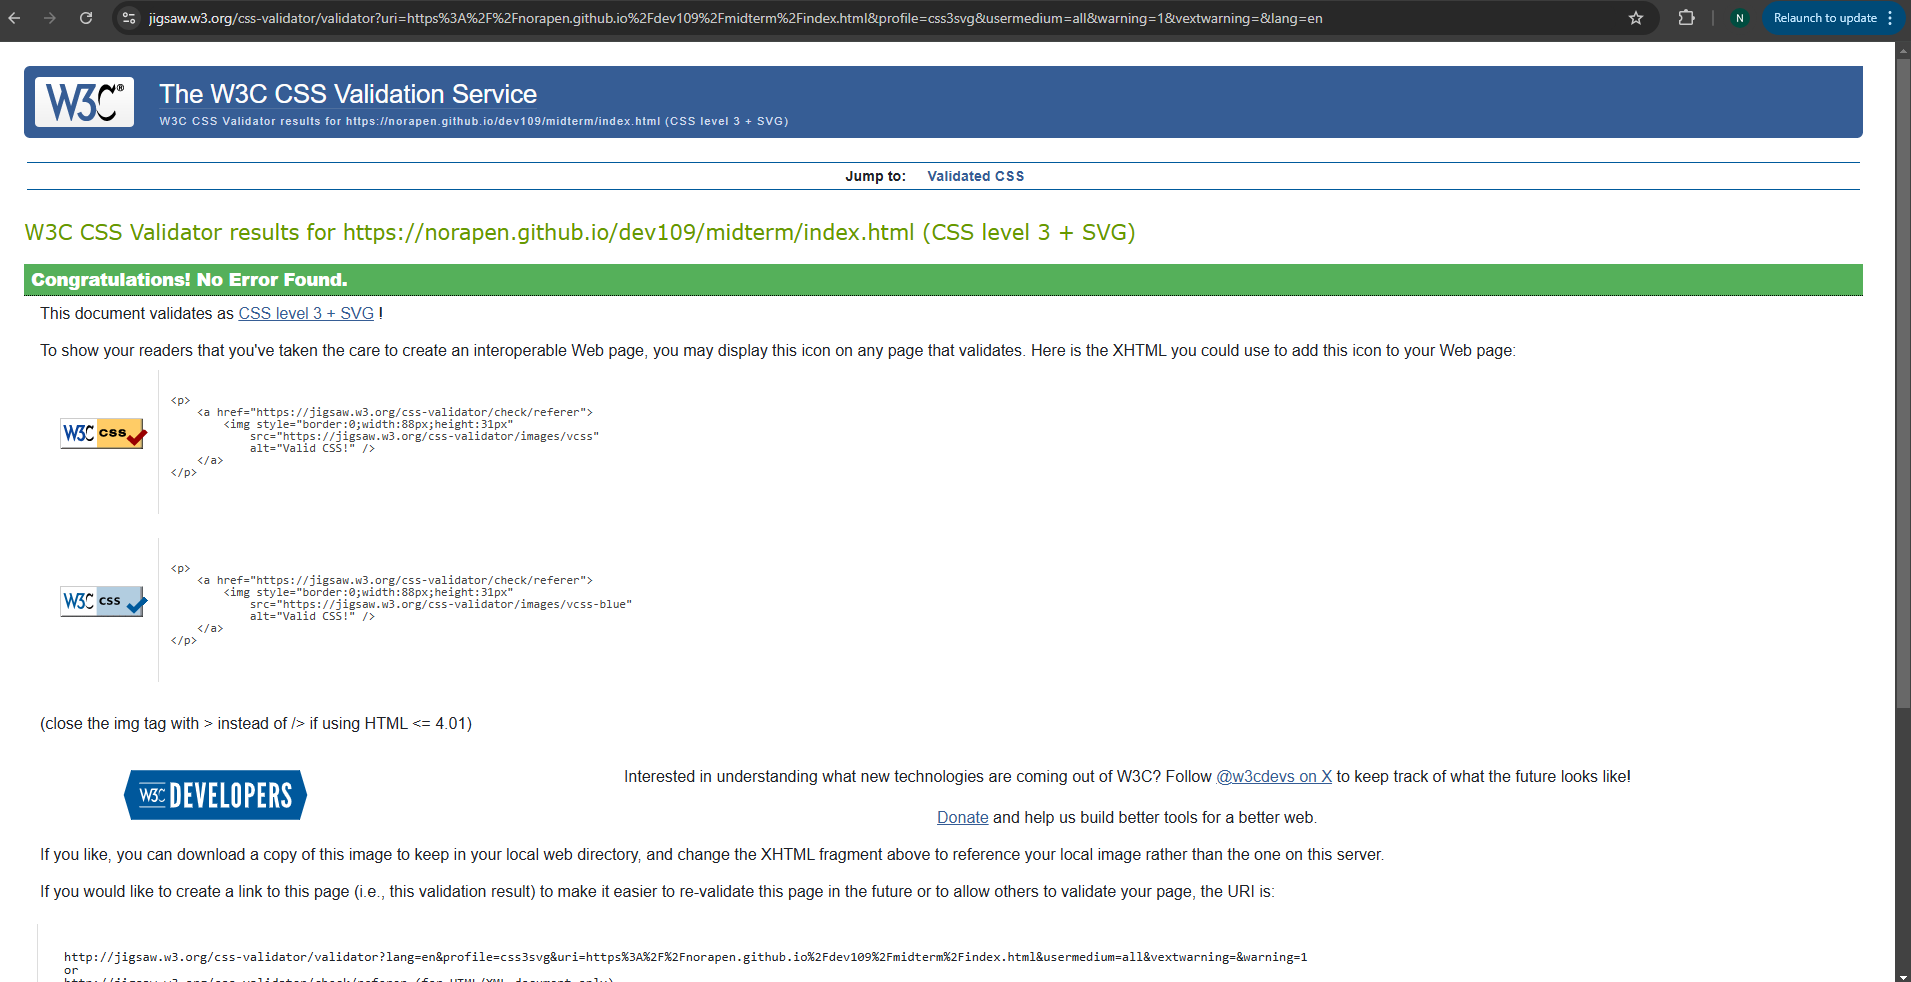 jigsaw.w3.org/css-validator/validator?uri=https%3A%2F%2Fnorapen.github.io%2Fdev109%2Fmidterm%2Findex.html&profile=css3svg&usermedium=all&warning=1&vextwarning=&lang=en
N
Relaunch to update
W3C®
The W3C CSS Validation Service
W3C CSS Validator results for https://norapen.github.io/dev109/midterm/index.html (CSS level 3 + SVG)
Jump to: Validated CSS
W3C CSS Validator results for https://norapen.github.io/dev109/midterm/index.html (CSS level 3 + SVG)
Congratulations! No Error Found.
This document validates as CSS level 3 + SVG !
To show your readers that you've taken the care to create an interoperable Web page, you may display this icon on any page that validates. Here is the XHTML you could use to add this icon to your Web page:
W3C css
<p>
<a href="https://jigsaw.w3.org/css-validator/check/referer">
<img style="border:0;width:88px;height:31px"
src="https://jigsaw.w3.org/css-validator/images/vcss"
alt="Valid CSS!" />
</a>
</p>
W3C css
<p>
<a href="https://jigsaw.w3.org/css-validator/check/referer">
<img style="border:0;width:88px;height:31px"
src="https://jigsaw.w3.org/css-validator/images/vcss-blue"
alt="Valid CSS!" />
</a>
</p>
(close the img tag with > instead of /> if using HTML <= 4.01)
W3C DEVELOPERS
Interested in understanding what new technologies are coming out of W3C? Follow @w3cdevs on X to keep track of what the future looks like!
Donate and help us build better tools for a better web.
If you like, you can download a copy of this image to keep in your local web directory, and change the XHTML fragment above to reference your local image rather than the one on this server.
If you would like to create a link to this page (i.e., this validation result) to make it easier to re-validate this page in the future or to allow others to validate your page, the URI is:
http://jigsaw.w3.org/css-validator/validator?lang=en&profile=css3svg&uri=https%3A%2F%2Fnorapen.github.io%2Fdev109%2Fmidterm%2Findex.html&usermedium=all&vextwarning=&warning=1
or
http://jigsaw.w3.org/css-validator/check/referer (for HTML/XML document only)